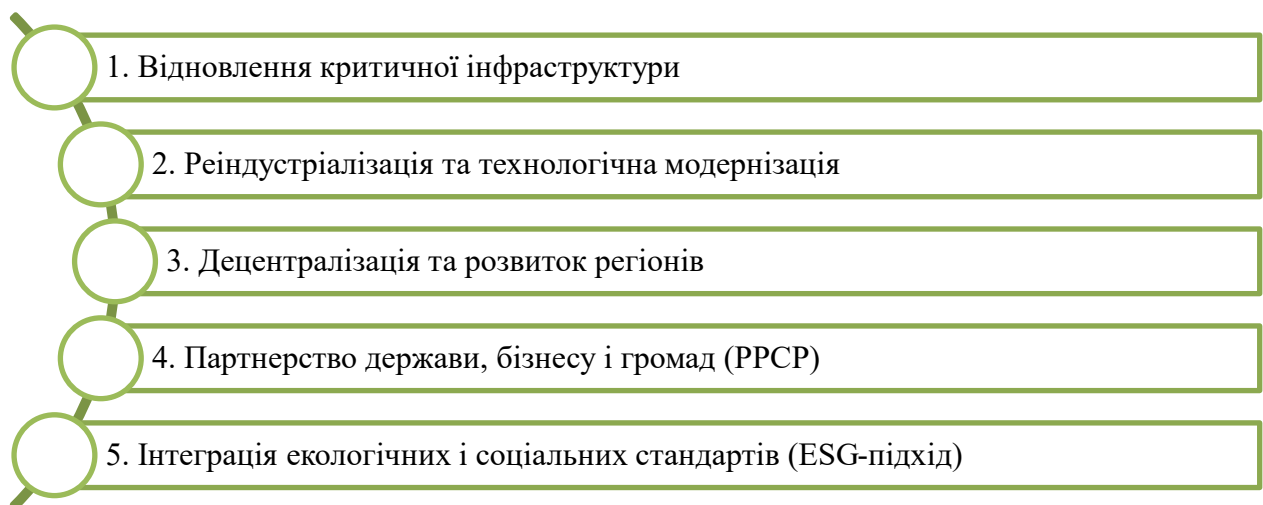 1. Відновлення критичної інфраструктури
2. Реіндустріалізація та технологічна модернізація
3. Децентралізація та розвиток регіонів
4. Партнерство держави, бізнесу і громад (PPCP)
5. Інтеграція екологічних і соціальних стандартів (ESG-підхід)